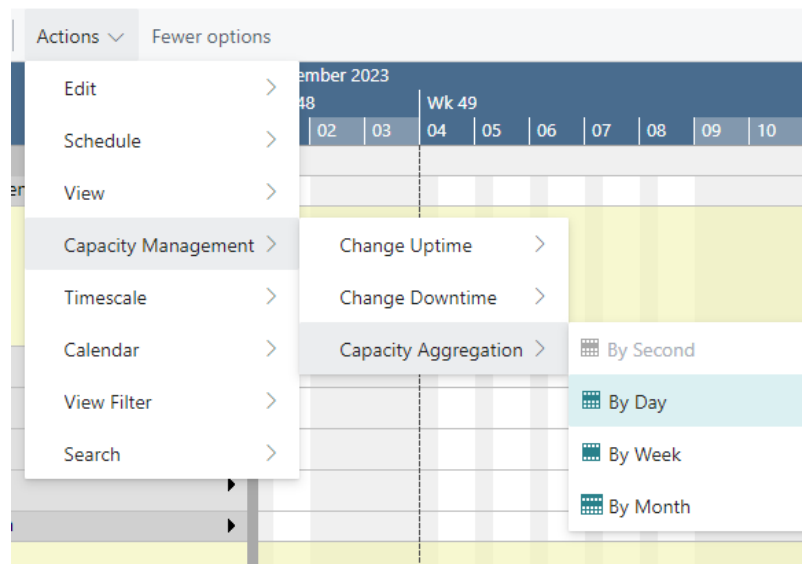 Actions Fewer options
ember 2023
48 Wk 49
02 03 04 05 06 07 08 09 10
Edit
Schedule
View
Capacity Management
Timescale
Calendar
View Filter
Search
Change Uptime
Change Downtime
Capacity Aggregation
By Second
By Day
By Week
By Month